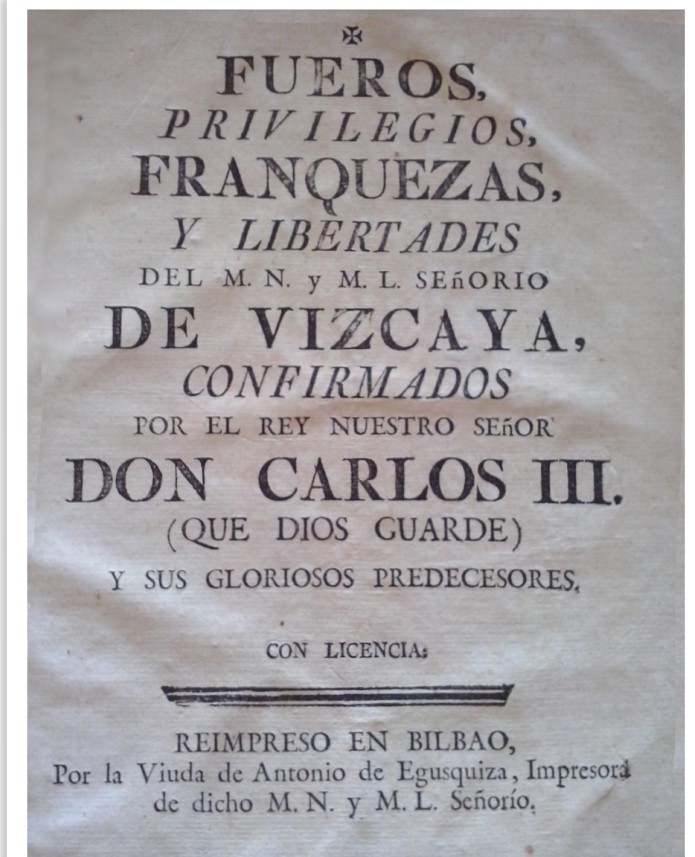 ✠
FUEROS,
PRIVILEGIOS,
FRANQUEZAS,
Y LIBERTADES
DEL M. N. y M. L. SEñORIO
DE VIZCAYA,
CONFIRMADOS
POR EL REY NUESTRO SEñOR
DON CARLOS III.
(QUE DIOS GUARDE)
Y SUS GLORIOSOS PREDECESORES.
CON LICENCIA:
REIMPRESO EN BILBAO,
Por la Viuda de Antonio de Egusquiza, Impresora
de dicho M. N. y M. L. Señorío.